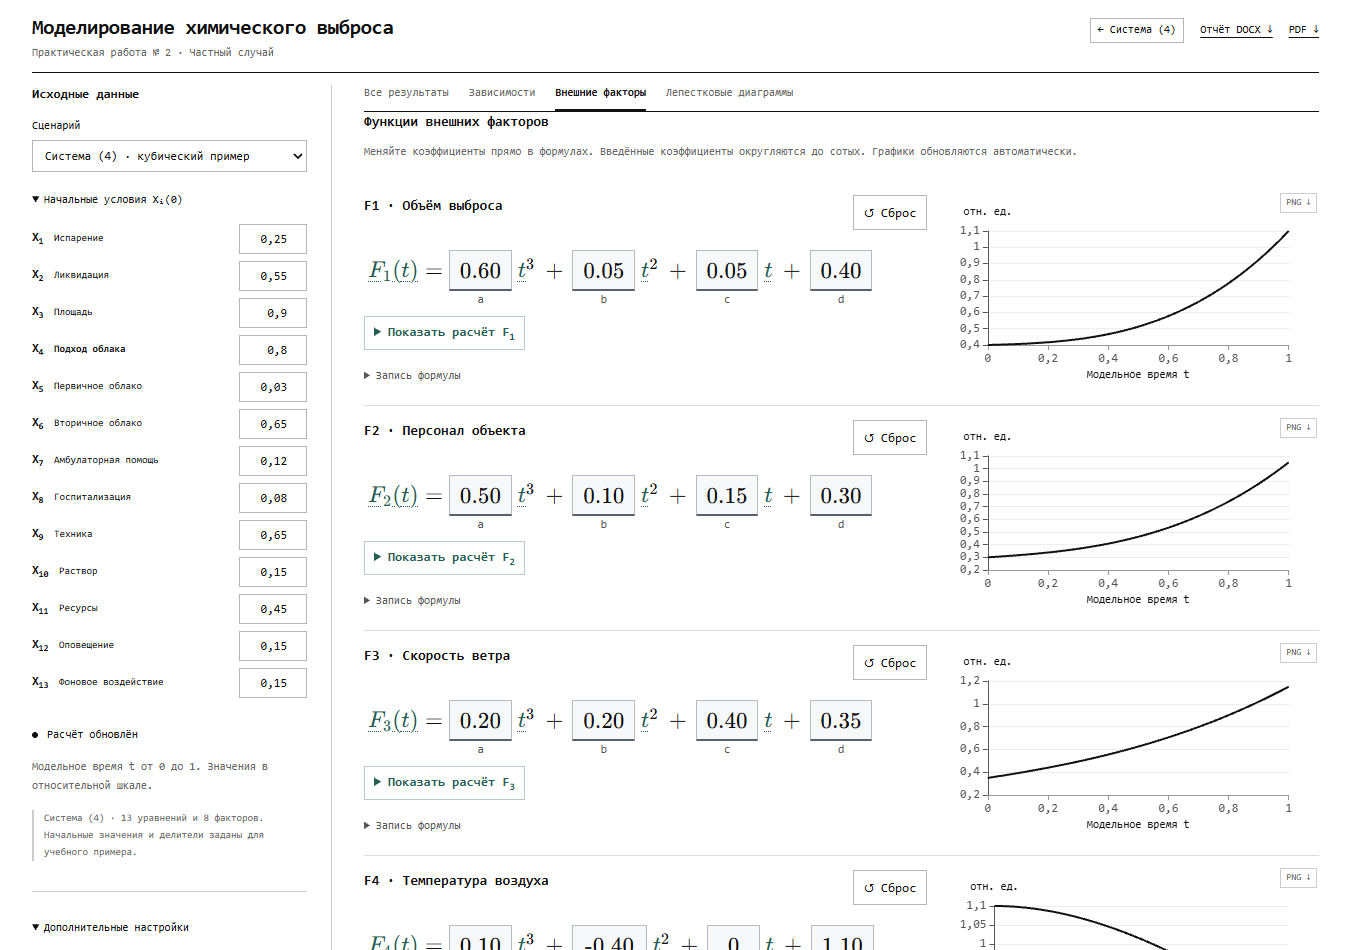 Моделирование химического выброса
Практическая работа № 2 · Частный случай
← Система (4)
Отчёт DOCX ↓
PDF ↓
Исходные данные
Сценарий
Система (4) · кубический пример
▼ Начальные условия Xᵢ(0)
X₁ Испарение 0,25
X₂ Ликвидация 0,55
X₃ Площадь 0,9
X₄ Подход облака 0,8
X₅ Первичное облако 0,03
X₆ Вторичное облако 0,65
X₇ Амбулаторная помощь 0,12
X₈ Госпитализация 0,08
X₉ Техника 0,65
X₁₀ Раствор 0,15
X₁₁ Ресурсы 0,45
X₁₂ Оповещение 0,15
X₁₃ Фоновое воздействие 0,15
● Расчёт обновлён
Модельное время t от 0 до 1. Значения в
относительной шкале.
Система (4) · 13 уравнений и 8 факторов.
Начальные значения и делители заданы для
учебного примера.
▼ Дополнительные настройки
Все результаты Зависимости Внешние факторы Лепестковые диаграммы
Функции внешних факторов
Меняйте коэффициенты прямо в формулах. Введённые коэффициенты округляются до сотых. Графики обновляются автоматически.
F1 · Объём выброса
↺ Сброс
F₁(t) = 0.60 t³ + 0.05 t² + 0.05 t + 0.40
a b c d
▶ Показать расчёт F₁
▶ Запись формулы
PNG ↓
отн. ед.
1,1
1
0,9
0,8
0,7
0,6
0,5
0,4
0 0,2 0,4 0,6 0,8 1
Модельное время t
F2 · Персонал объекта
↺ Сброс
F₂(t) = 0.50 t³ + 0.10 t² + 0.15 t + 0.30
a b c d
▶ Показать расчёт F₂
▶ Запись формулы
PNG ↓
отн. ед.
1,1
1
0,9
0,8
0,7
0,6
0,5
0,4
0,3
0,2
0 0,2 0,4 0,6 0,8 1
Модельное время t
F3 · Скорость ветра
↺ Сброс
F₃(t) = 0.20 t³ + 0.20 t² + 0.40 t + 0.35
a b c d
▶ Показать расчёт F₃
▶ Запись формулы
PNG ↓
отн. ед.
1,2
1
0,8
0,6
0,4
0,2
0 0,2 0,4 0,6 0,8 1
Модельное время t
F4 · Температура воздуха
↺ Сброс
F₄(t) = 0.10 t³ + -0.40 t² + 0 t + 1.10
PNG ↓
отн. ед.
1,1
1,05
1